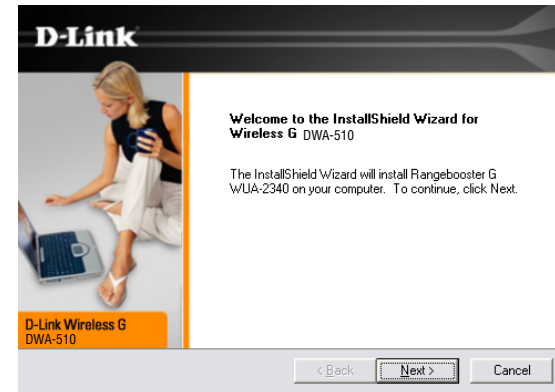 D-Link
Welcome to the InstallShield Wizard for
Wireless G DWA-510
The InstallShield Wizard will install Rangebooster G
WUA-2340 on your computer. To continue, click Next.
D-Link Wireless G
DWA-510
< Back
Next >
Cancel